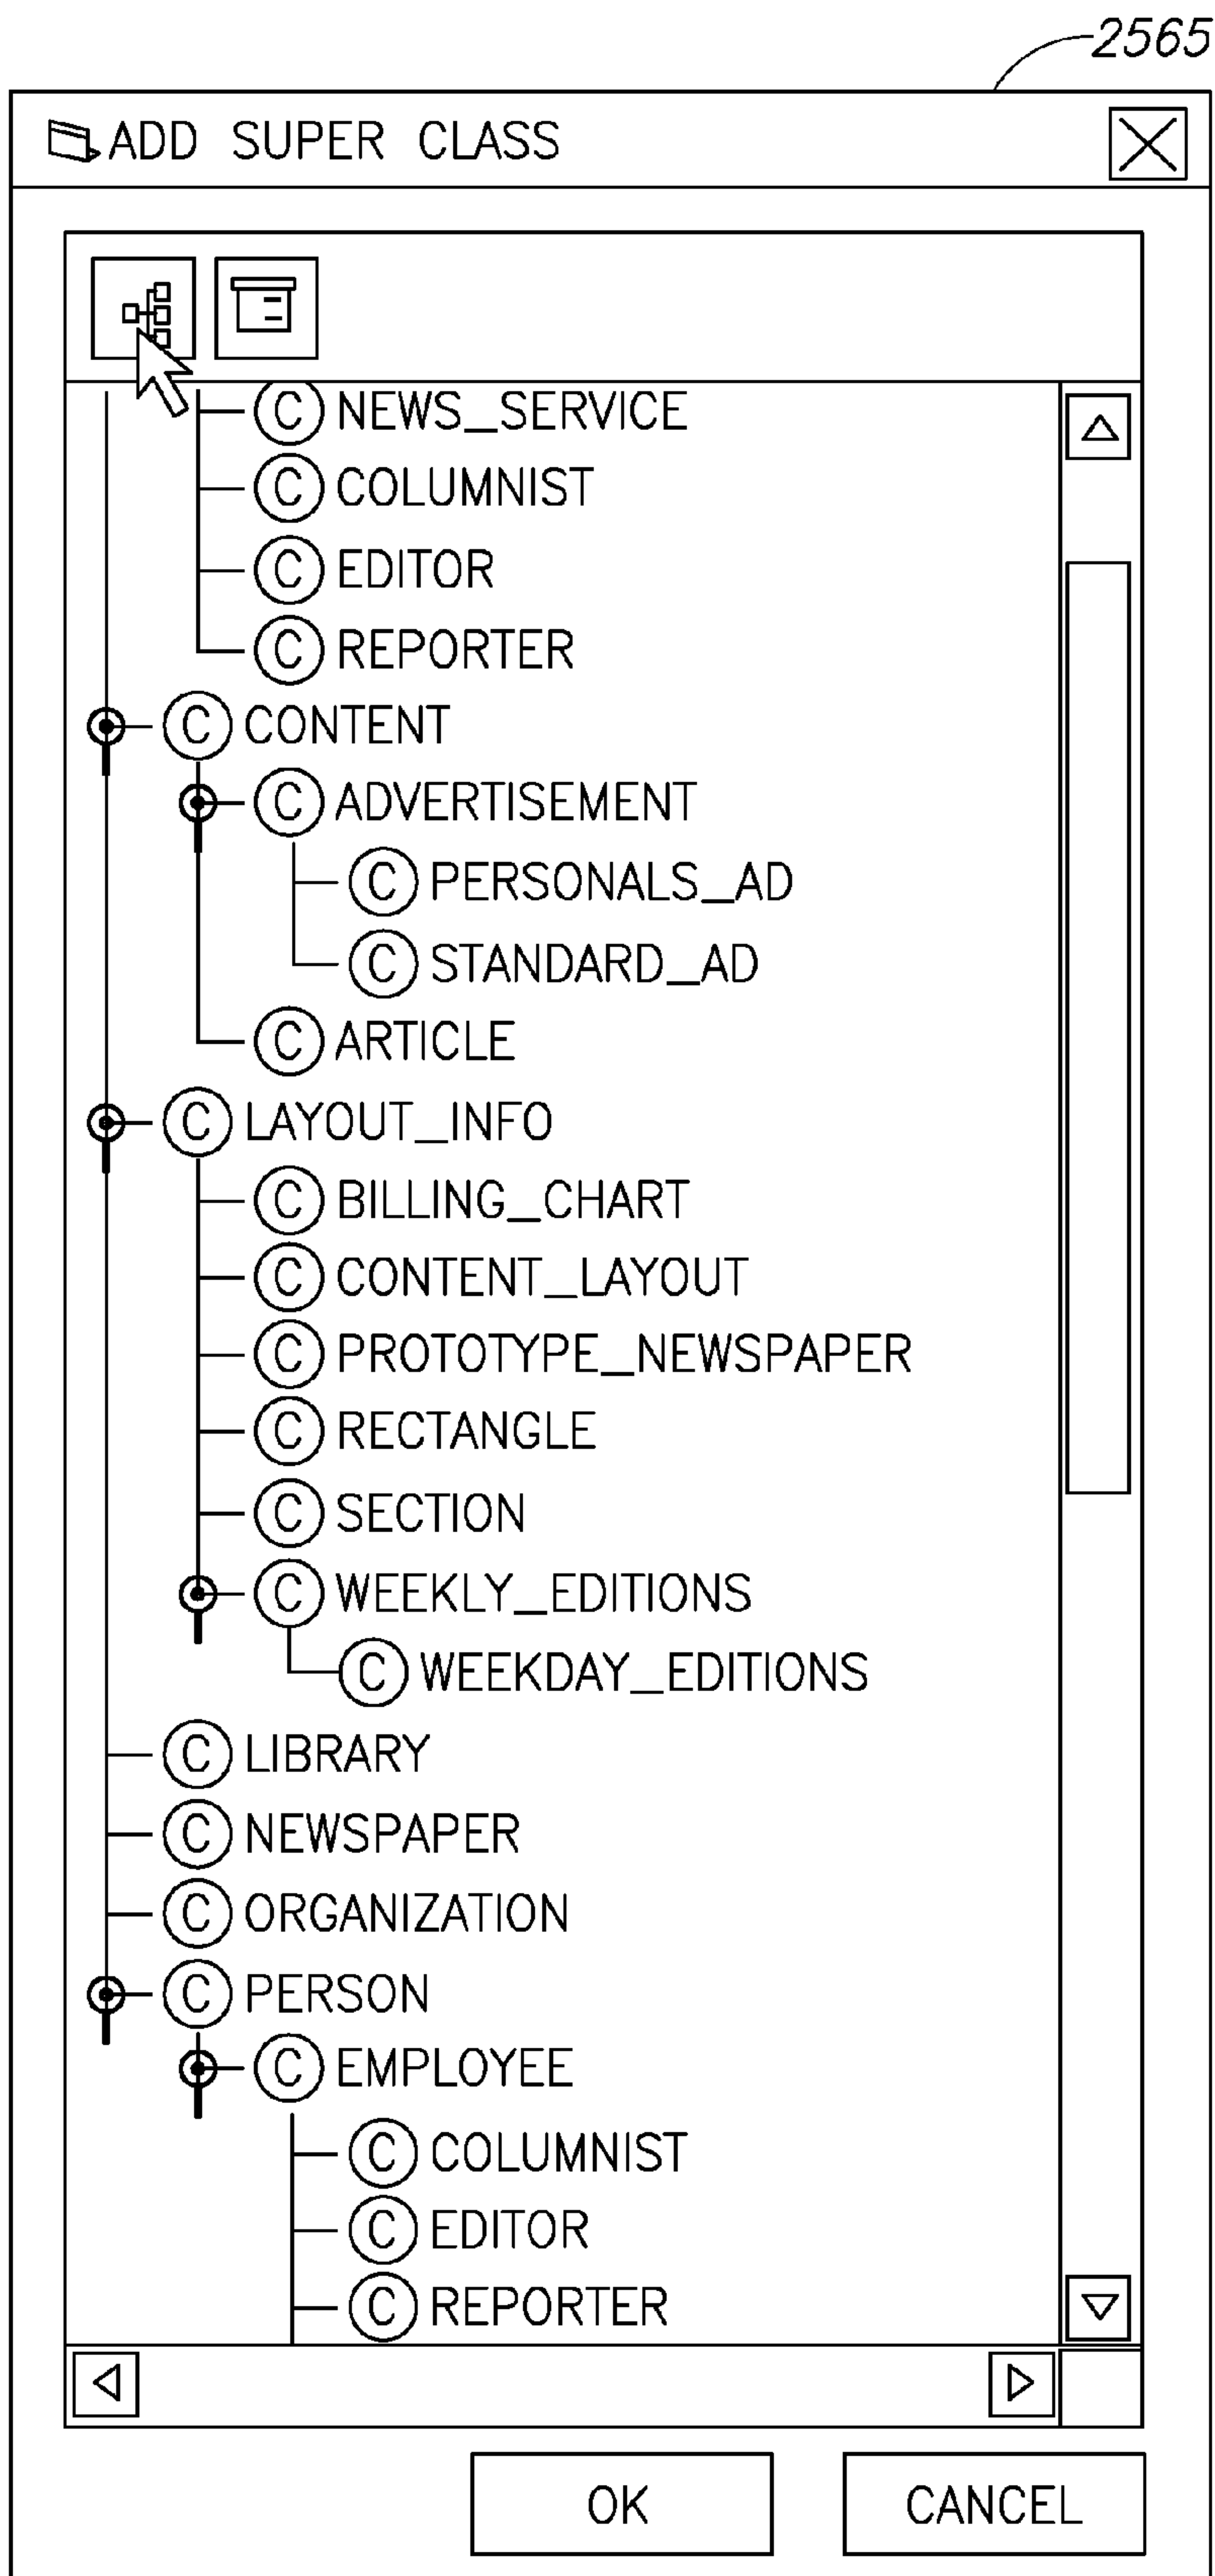 2565
ADD SUPER CLASS
C NEWS_SERVICE
C COLUMNIST
C EDITOR
C REPORTER
C CONTENT
C ADVERTISEMENT
C PERSONALS_AD
C STANDARD_AD
C ARTICLE
C LAYOUT_INFO
C BILLING_CHART
C CONTENT_LAYOUT
C PROTOTYPE_NEWSPAPER
C RECTANGLE
C SECTION
C WEEKLY_EDITIONS
C WEEKDAY_EDITIONS
C LIBRARY
C NEWSPAPER
C ORGANIZATION
C PERSON
C EMPLOYEE
C COLUMNIST
C EDITOR
C REPORTER
OK CANCEL